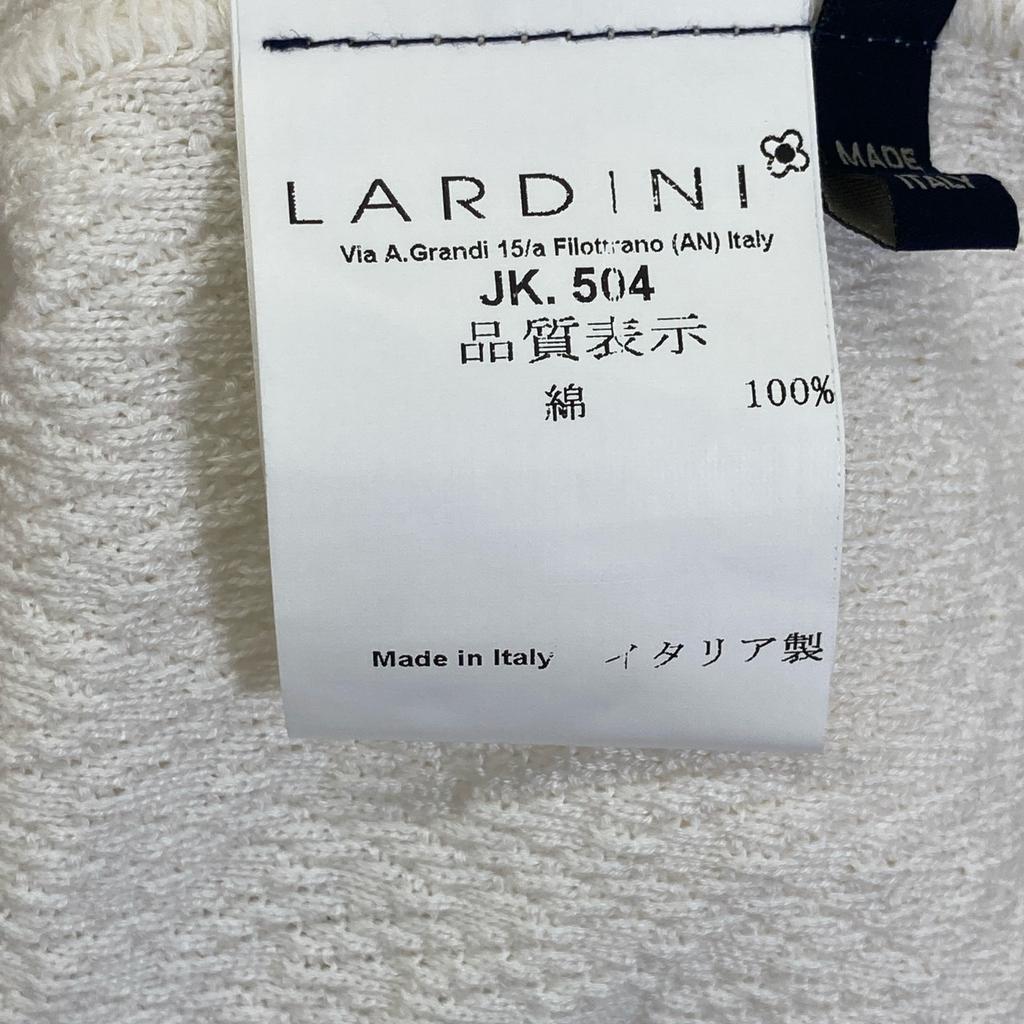 LARDINI
Via A.Grandi 15/a Filottrano (AN) Italy
JK. 504
品質表示
綿 100%
Made in Italy イタリア製
MADE
ITALY